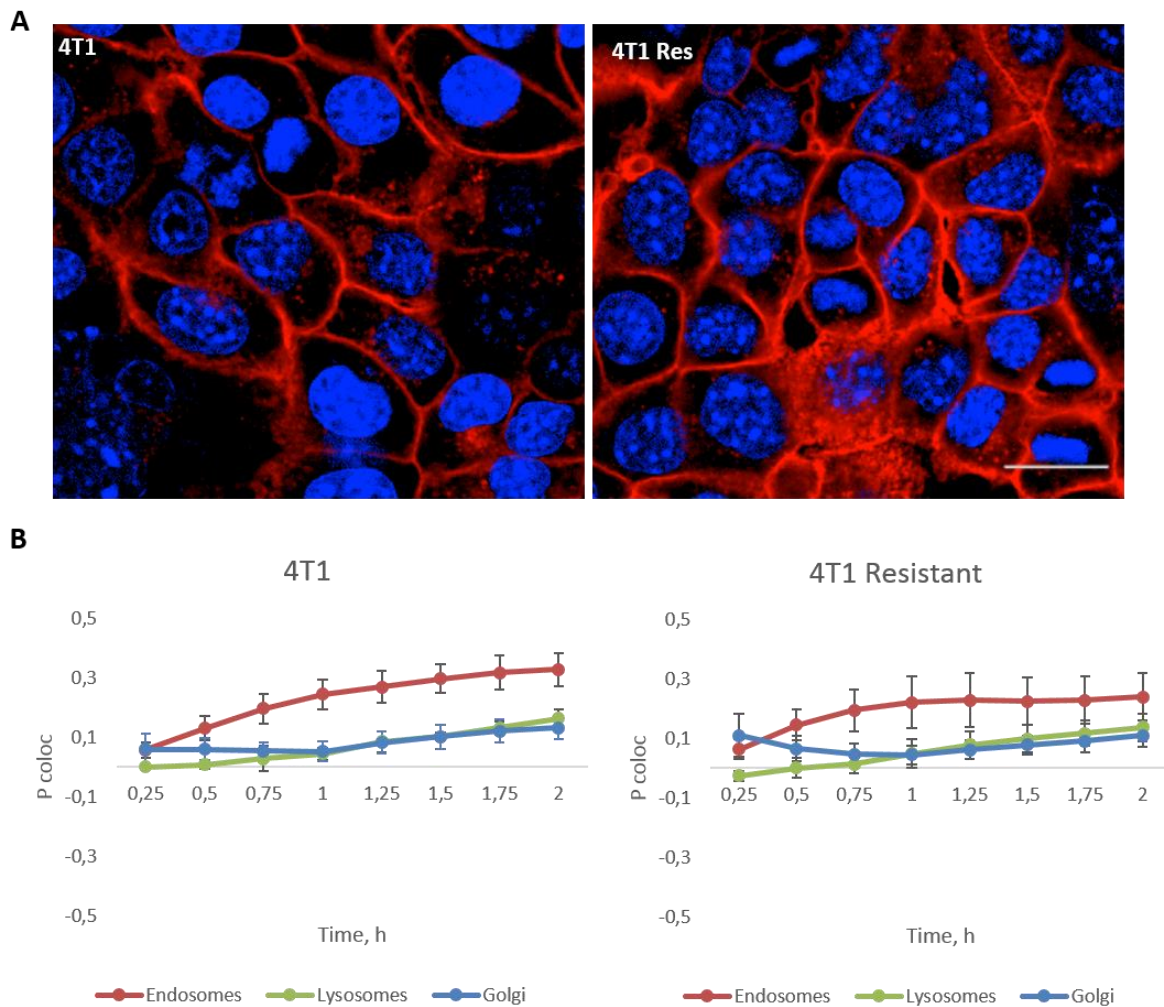 A
4T1
4T1 Res
B
4T1
0,5
0,3
0,1
-0,1
-0,3
-0,5
P coloc
0,25 0,5 0,75 1 1,25 1,5 1,75 2
Time, h
Endosomes Lysosomes Golgi
4T1 Resistant
0,5
0,3
0,1
-0,1
-0,3
-0,5
P coloc
0,25 0,5 0,75 1 1,25 1,5 1,75 2
Time, h
Endosomes Lysosomes Golgi